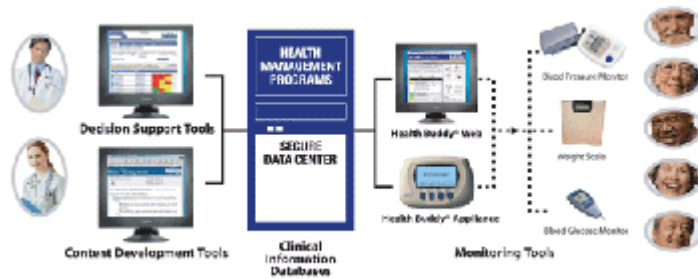 HEALTH
MANAGEMENT
PROGRAMS
Decision Support Tools
SECURE
DATA CENTER
Content Development Tools
Clinical
Information
Databases
Health Buddy® Web
Health Buddy® Appliance
Monitoring Tools
Blood Pressure Monitor
Weight Scale
Blood Glucose Monitor